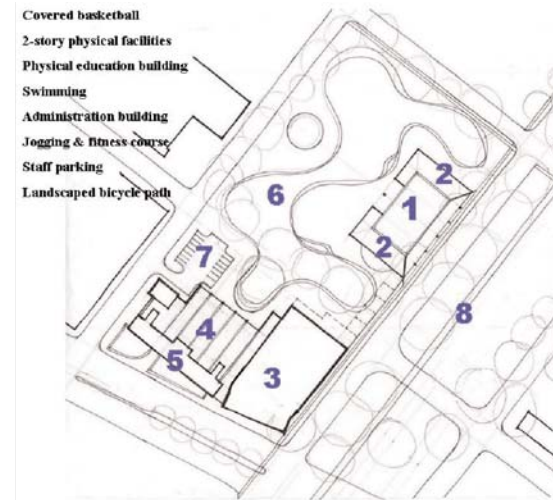 Covered basketball
2-story physical facilities
Physical education building
Swimming
Administration building
Jogging & fitness course
Staff parking
Landscaped bicycle path
2
1
6
2
7
8
4
5
3